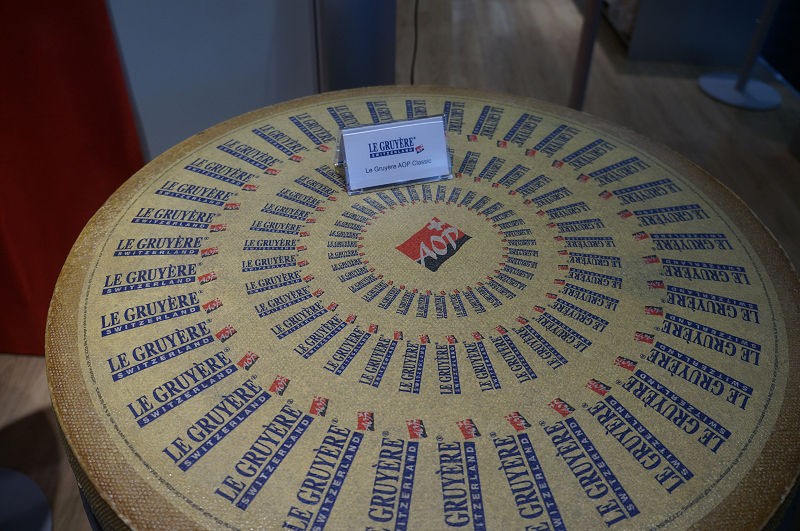 LE GRUYÈRE®
SWITZERLAND
Le Gruyère AOP Classic
AOP
LE GRUYÈRE®
SWITZERLAND